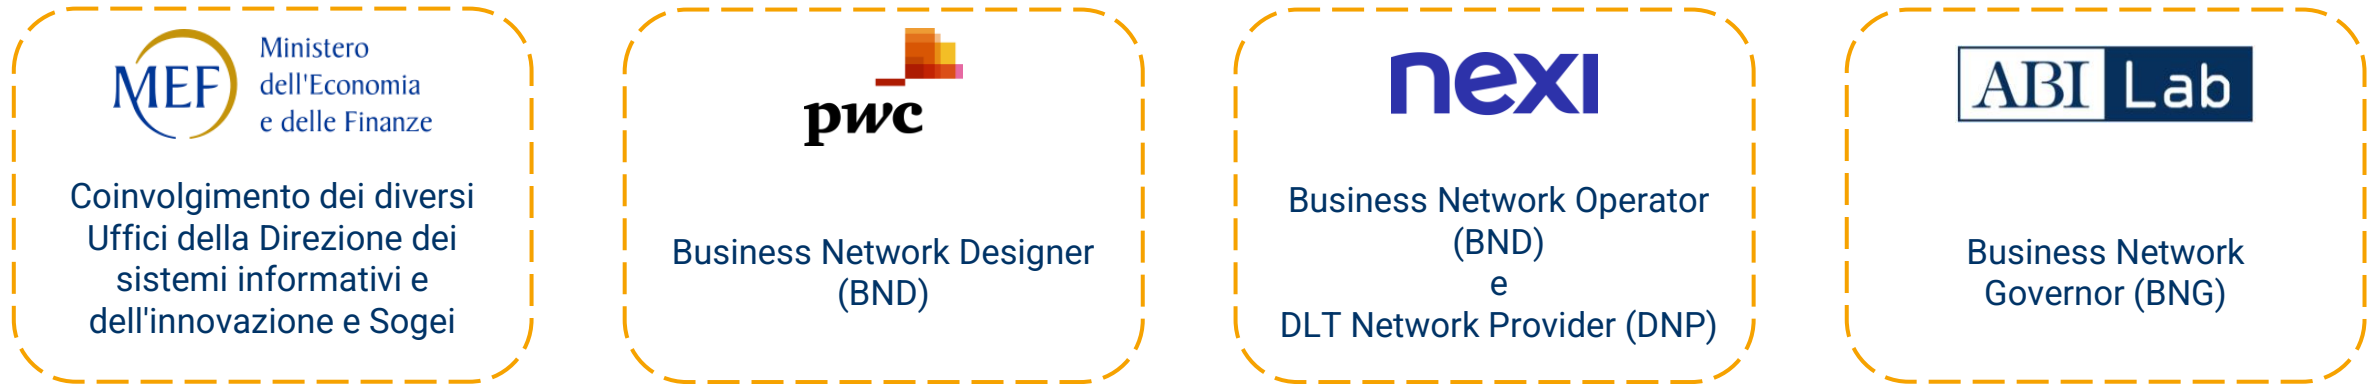 MEF
Ministero
dell'Economia
e delle Finanze
Coinvolgimento dei diversi
Uffici della Direzione dei
sistemi informativi e
dell'innovazione e Sogei
pwc
Business Network Designer
(BND)
nexi
Business Network Operator
(BND)
e
DLT Network Provider (DNP)
ABI Lab
Business Network
Governor (BNG)